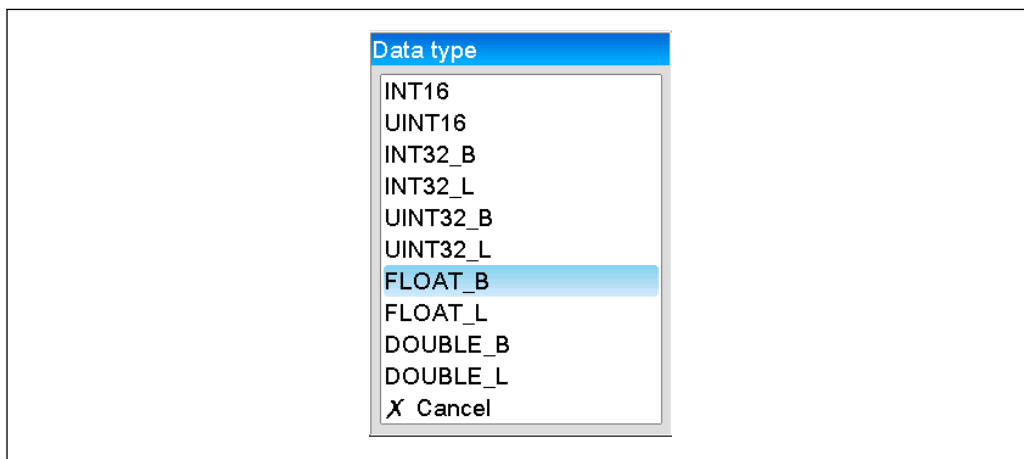 Data type
INT16
UINT16
INT32_B
INT32_L
UINT32_B
UINT32_L
FLOAT_B
FLOAT_L
DOUBLE_B
DOUBLE_L
X Cancel